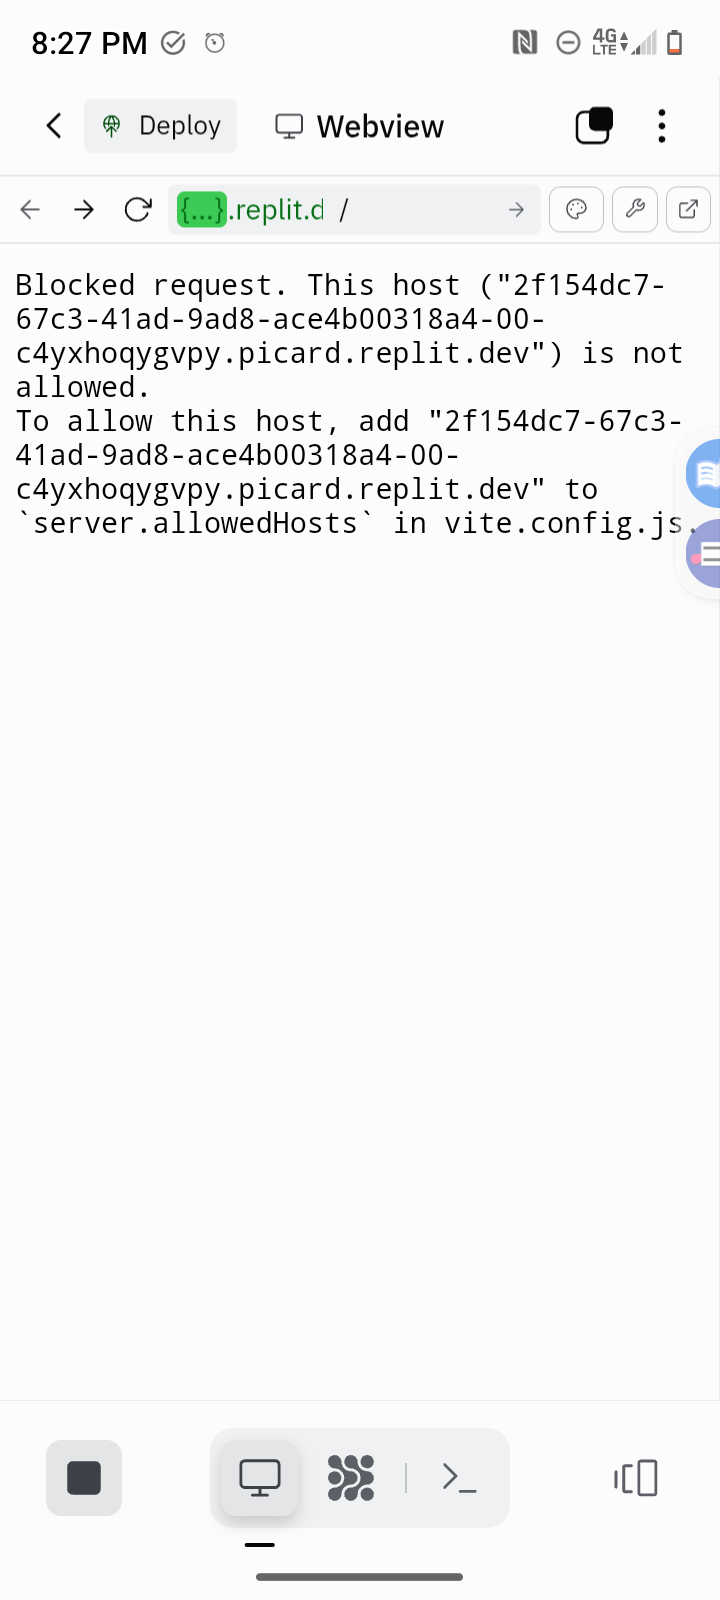 8:27 PM
4G
LTE
Deploy
Webview
{...}.replit.d /
Blocked request. This host ("2f154dc7-
67c3-41ad-9ad8-ace4b00318a4-00-
c4yxhoqygvpy.picard.replit.dev") is not
allowed.
To allow this host, add "2f154dc7-67c3-
41ad-9ad8-ace4b00318a4-00-
c4yxhoqygvpy.picard.replit.dev" to
`server.allowedHosts` in vite.config.js.